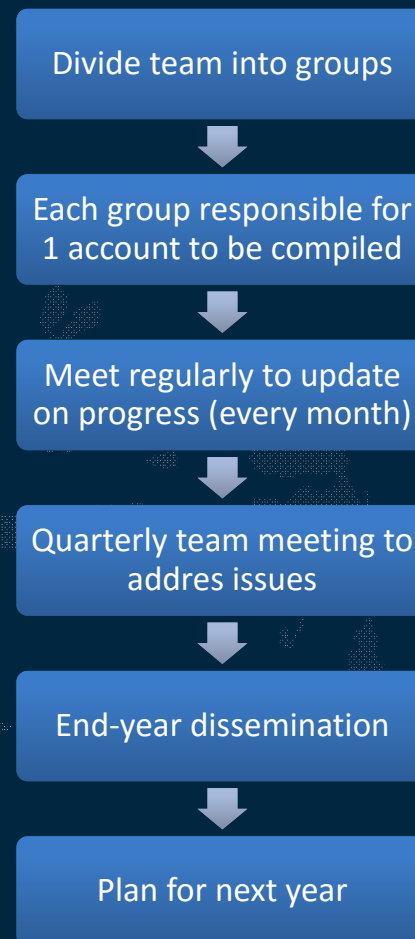 Divide team into groups
Each group responsible for
1 account to be compiled
Meet regularly to update
on progress (every month)
Quarterly team meeting to
addres issues
End-year dissemination
Plan for next year